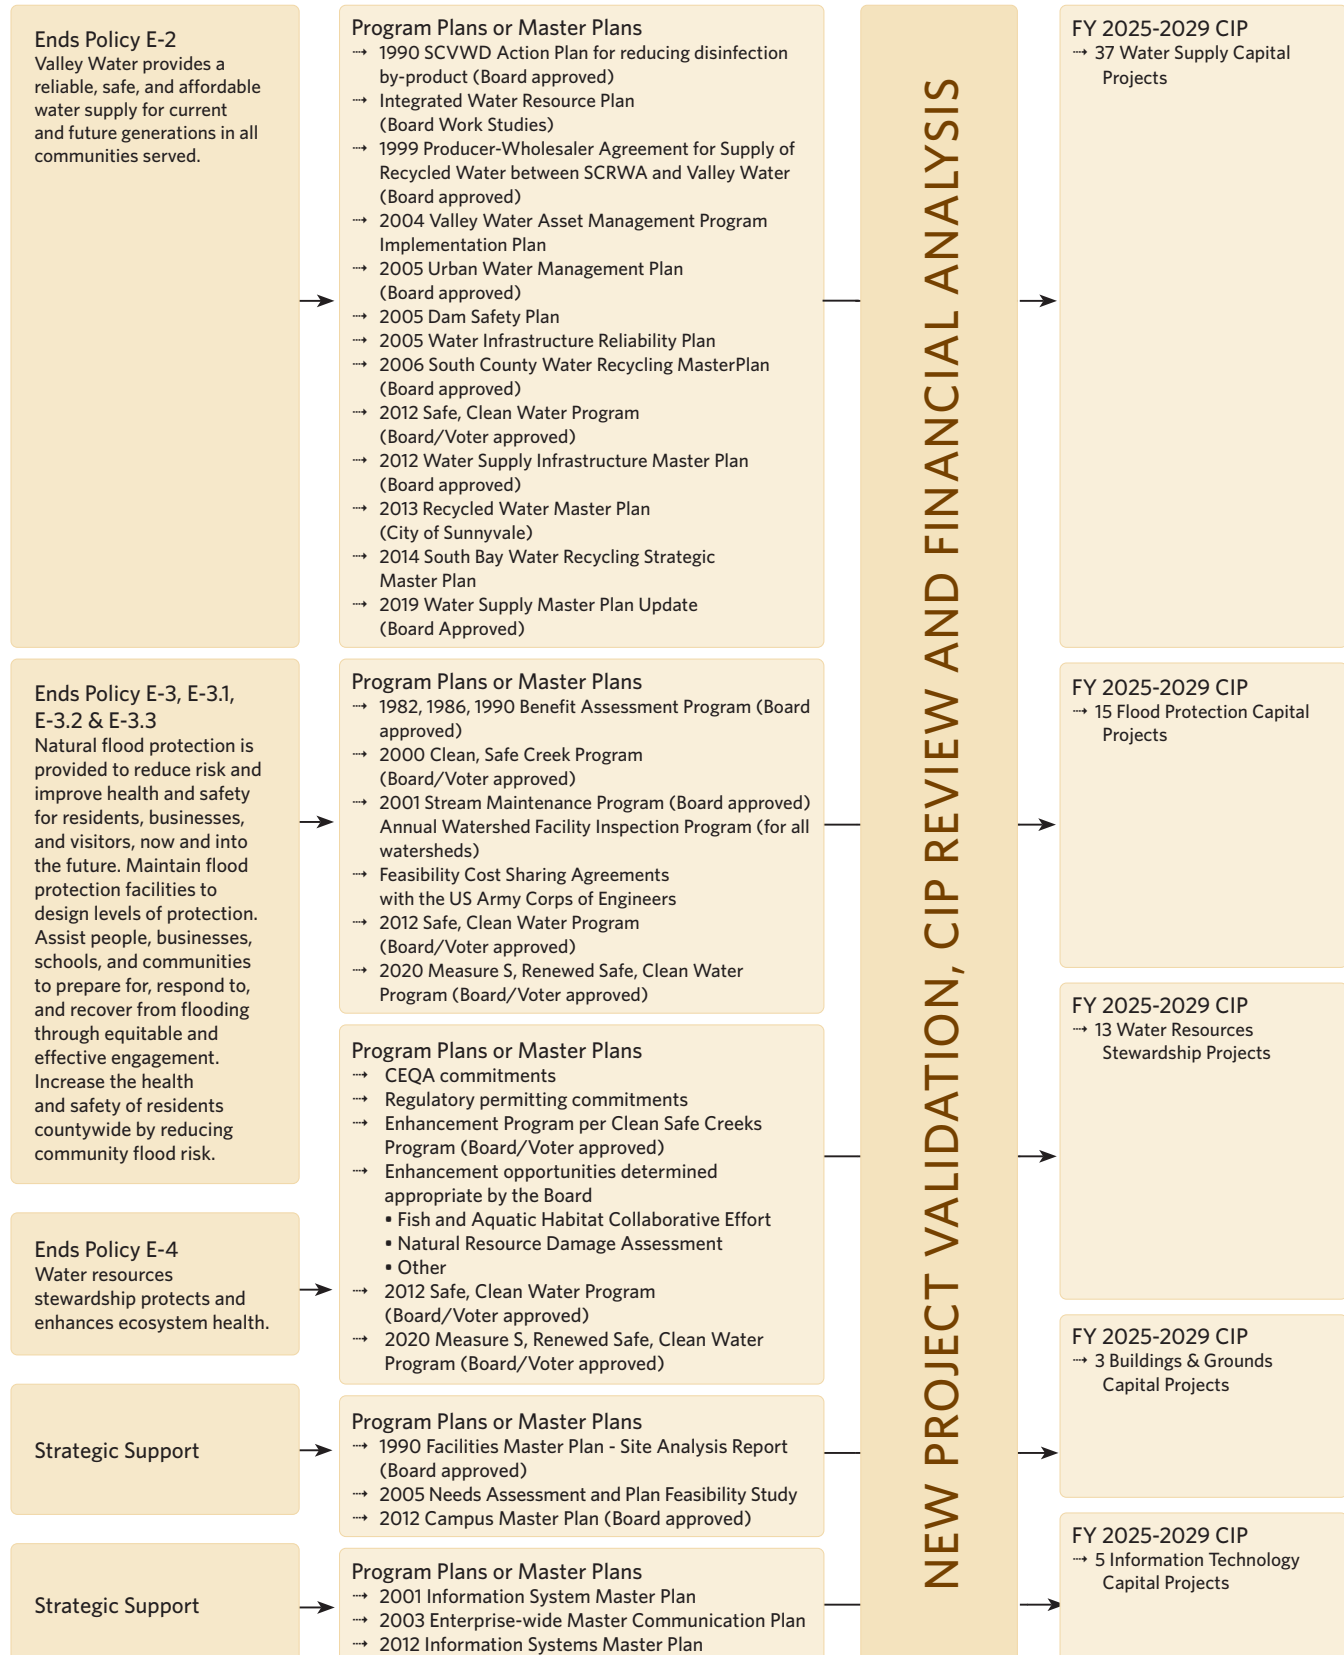 Ends Policy E-2
Valley Water provides a
reliable, safe, and affordable
water supply for current
and future generations in all
communities served.
Program Plans or Master Plans
⤑ 1990 SCVWD Action Plan for reducing disinfection
by-product (Board approved)
⤑ Integrated Water Resource Plan
(Board Work Studies)
⤑ 1999 Producer-Wholesaler Agreement for Supply of
Recycled Water between SCRWA and Valley Water
(Board approved)
⤑ 2004 Valley Water Asset Management Program
Implementation Plan
⤑ 2005 Urban Water Management Plan
(Board approved)
⤑ 2005 Dam Safety Plan
⤑ 2005 Water Infrastructure Reliability Plan
⤑ 2006 South County Water Recycling MasterPlan
(Board approved)
⤑ 2012 Safe, Clean Water Program
(Board/Voter approved)
⤑ 2012 Water Supply Infrastructure Master Plan
(Board approved)
⤑ 2013 Recycled Water Master Plan
(City of Sunnyvale)
⤑ 2014 South Bay Water Recycling Strategic
Master Plan
⤑ 2019 Water Supply Master Plan Update
(Board Approved)
NEW PROJECT VALIDATION, CIP REVIEW AND FINANCIAL ANALYSIS
FY 2025-2029 CIP
⤑ 37 Water Supply Capital
Projects
Ends Policy E-3, E-3.1,
E-3.2 & E-3.3
Natural flood protection is
provided to reduce risk and
improve health and safety
for residents, businesses,
and visitors, now and into
the future. Maintain flood
protection facilities to
design levels of protection.
Assist people, businesses,
schools, and communities
to prepare for, respond to,
and recover from flooding
through equitable and
effective engagement.
Increase the health
and safety of residents
countywide by reducing
community flood risk.
Program Plans or Master Plans
⤑ 1982, 1986, 1990 Benefit Assessment Program (Board
approved)
⤑ 2000 Clean, Safe Creek Program
(Board/Voter approved)
⤑ 2001 Stream Maintenance Program (Board approved)
Annual Watershed Facility Inspection Program (for all
watersheds)
⤑ Feasibility Cost Sharing Agreements
with the US Army Corps of Engineers
⤑ 2012 Safe, Clean Water Program
(Board/Voter approved)
⤑ 2020 Measure S, Renewed Safe, Clean Water
Program (Board/Voter approved)
FY 2025-2029 CIP
⤑ 15 Flood Protection Capital
Projects
Ends Policy E-4
Water resources
stewardship protects and
enhances ecosystem health.
Program Plans or Master Plans
⤑ CEQA commitments
⤑ Regulatory permitting commitments
⤑ Enhancement Program per Clean Safe Creeks
Program (Board/Voter approved)
⤑ Enhancement opportunities determined
appropriate by the Board
• Fish and Aquatic Habitat Collaborative Effort
• Natural Resource Damage Assessment
• Other
⤑ 2012 Safe, Clean Water Program
(Board/Voter approved)
⤑ 2020 Measure S, Renewed Safe, Clean Water
Program (Board/Voter approved)
FY 2025-2029 CIP
⤑ 13 Water Resources
Stewardship Projects
Strategic Support
Program Plans or Master Plans
⤑ 1990 Facilities Master Plan - Site Analysis Report
(Board approved)
⤑ 2005 Needs Assessment and Plan Feasibility Study
⤑ 2012 Campus Master Plan (Board approved)
FY 2025-2029 CIP
⤑ 3 Buildings & Grounds
Capital Projects
Strategic Support
Program Plans or Master Plans
⤑ 2001 Information System Master Plan
⤑ 2003 Enterprise-wide Master Communication Plan
⤑ 2012 Information Systems Master Plan
FY 2025-2029 CIP
⤑ 5 Information Technology
Capital Projects